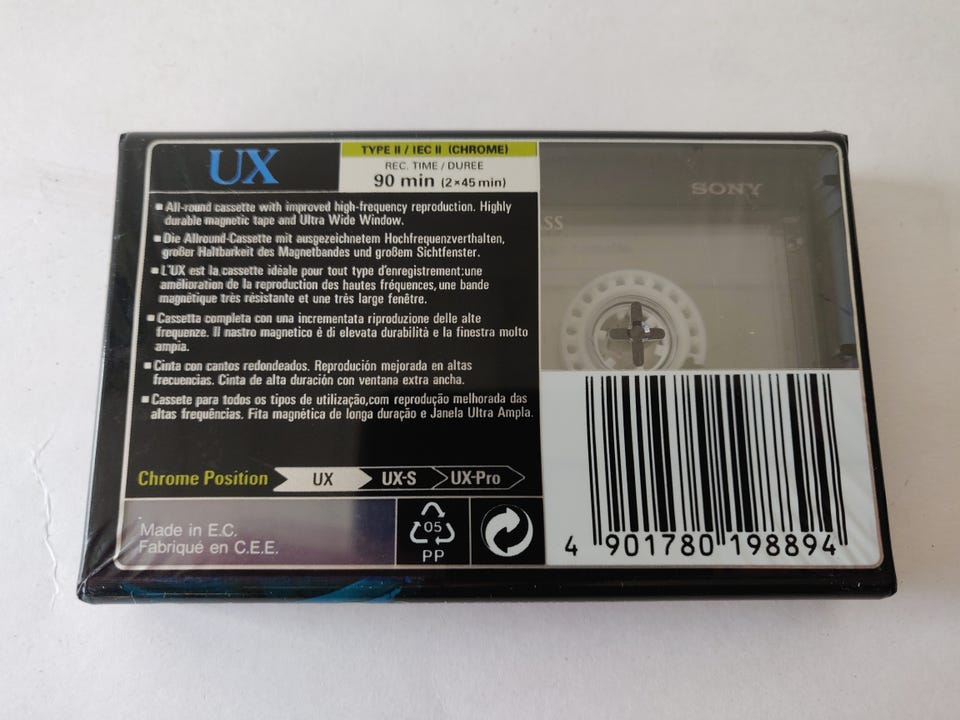 UX
TYPE II / IEC II (CHROME)
REC. TIME / DUREE
90 min (2×45 min)
SONY
SS
▪ All-round cassette with improved high-frequency reproduction. Highly
durable magnetic tape and Ultra Wide Window.
▪ Die Allround-Cassette mit ausgezeichnetem Hochfrequenzverhalten,
großer Haltbarkeit des Magnetbandes und großem Sichtfenster.
▪ L'UX est la cassette idéale pour tout type d'enregistrement:une
amélioration de la reproduction des hautes fréquences, une bande
magnétique très résistante et une très large fenêtre.
▪ Cassetta completa con una incrementata riproduzione delle alte
frequenze. Il nastro magnetico è di elevata durabilità e la finestra molto
ampia.
▪ Cinta con cantos redondeados. Reprodución mejorada en altas
frecuencias. Cinta de alta duración con ventana extra ancha.
▪ Cassete para todos os tipos de utilização,com reprodução melhorada das
altas frequências. Fita magnética de longa duração e Janela Ultra Ampla.
Chrome Position UX UX-S UX-Pro
Made in E.C.
Fabriqué en C.E.E.
05
PP
4 901780 198894